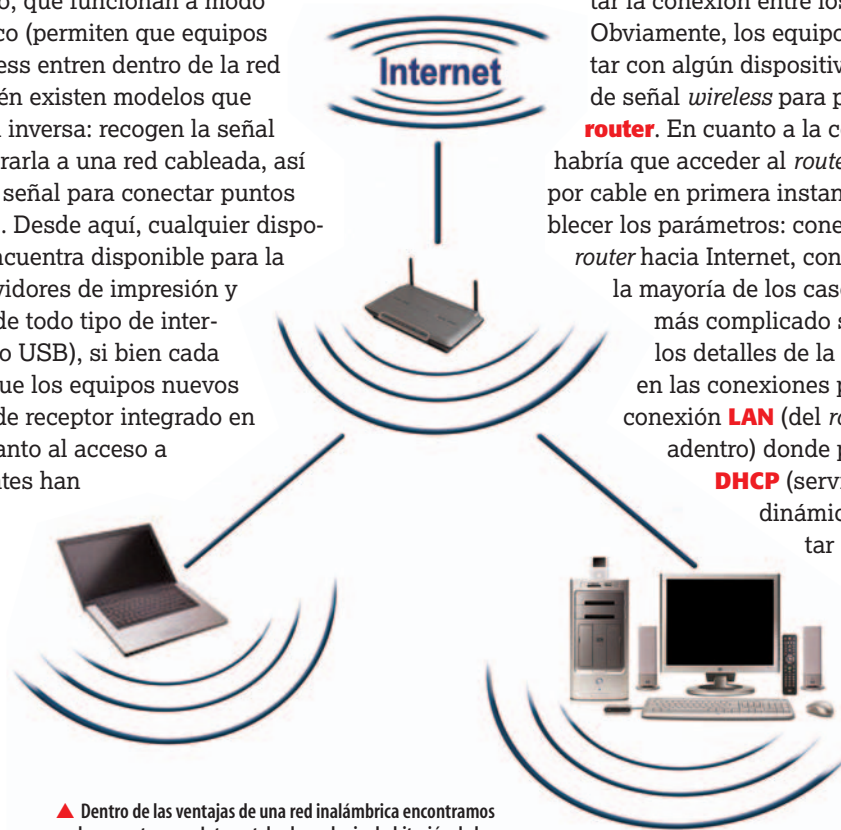 o, que funcionan a modo
co (permiten que equipos
ess entren dentro de la red
én existen modelos que
inversa: recogen la señal
rarla a una red cableada, así
señal para conectar puntos
. Desde aquí, cualquier dispo-
cuentra disponible para la
vidores de impresión y
de todo tipo de inter-
o USB), si bien cada
ue los equipos nuevos
de receptor integrado en
anto al acceso a
ntes han
Internet
tar la conexión entre los
Obviamente, los equipo
tar con algún dispositiv
de señal wireless para p
router. En cuanto a la c
habría que acceder al route
por cable en primera instan
blecer los parámetros: cone
router hacia Internet, con
la mayoría de los cas
más complicado s
los detalles de la
en las conexiones p
conexión LAN (del ro
adentro) donde p
DHCP (servi
dinámic
tar
▲ Dentro de las ventajas de una red inalámbrica encontramos